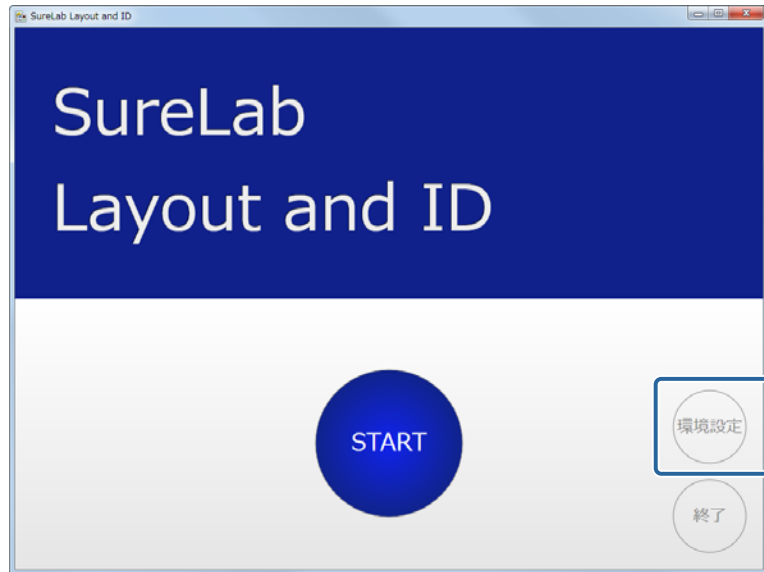 SureLab Layout and ID
SureLab
Layout and ID
START
環境設定
終了